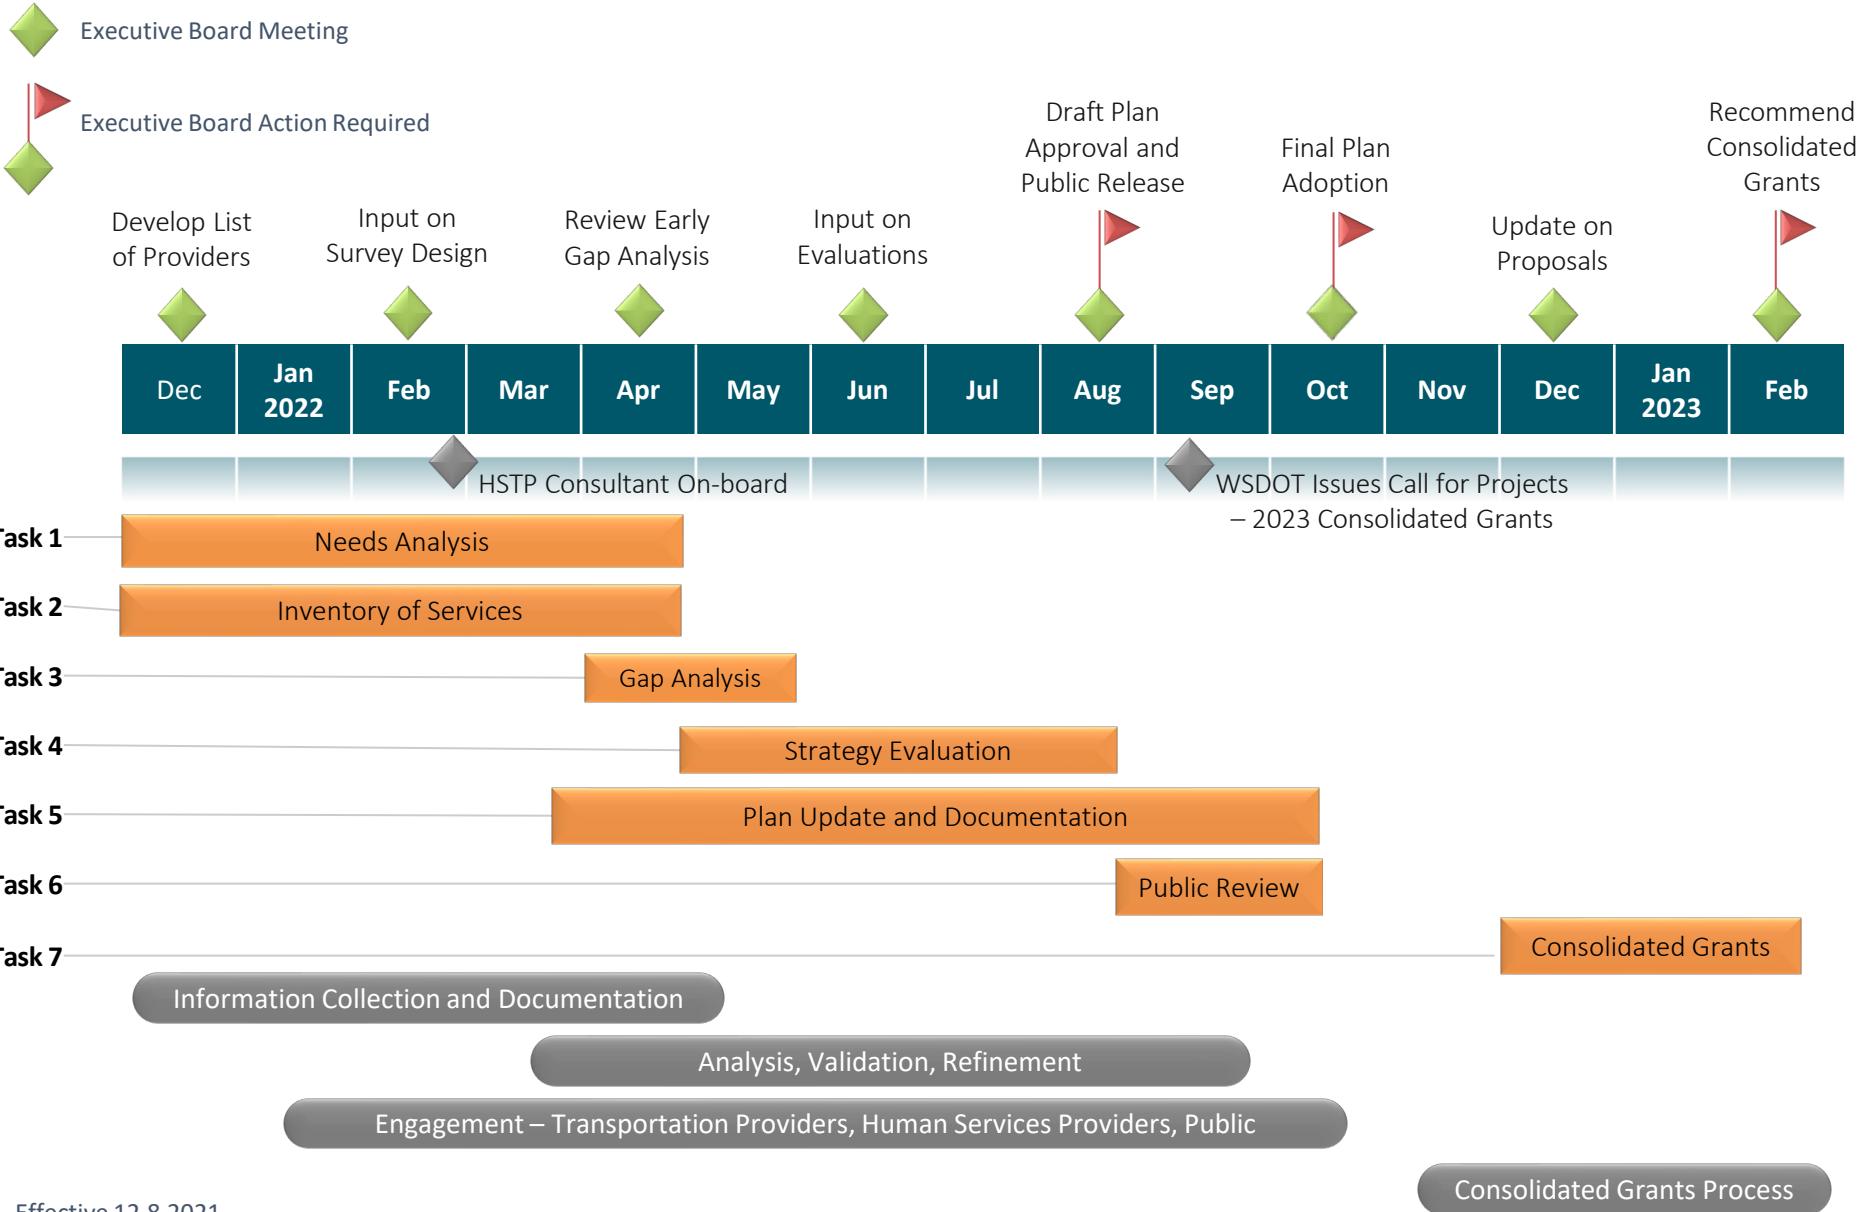 Executive Board Meeting
Executive Board Action Required
Develop List
of Providers
Input on
Survey Design
Review Early
Gap Analysis
Input on
Evaluations
Draft Plan
Approval and
Public Release
Final Plan
Adoption
Update on
Proposals
Recommend
Consolidated
Grants
Dec
Jan
2022
Feb
Mar
Apr
May
Jun
Jul
Aug
Sep
Oct
Nov
Dec
Jan
2023
Feb
HSTP Consultant On-board
WSDOT Issues Call for Projects
– 2023 Consolidated Grants
Task 1
Needs Analysis
Task 2
Inventory of Services
Task 3
Gap Analysis
Task 4
Strategy Evaluation
Task 5
Plan Update and Documentation
Task 6
Public Review
Task 7
Consolidated Grants
Information Collection and Documentation
Analysis, Validation, Refinement
Engagement – Transportation Providers, Human Services Providers, Public
Consolidated Grants Process
Effective 12.8.2021